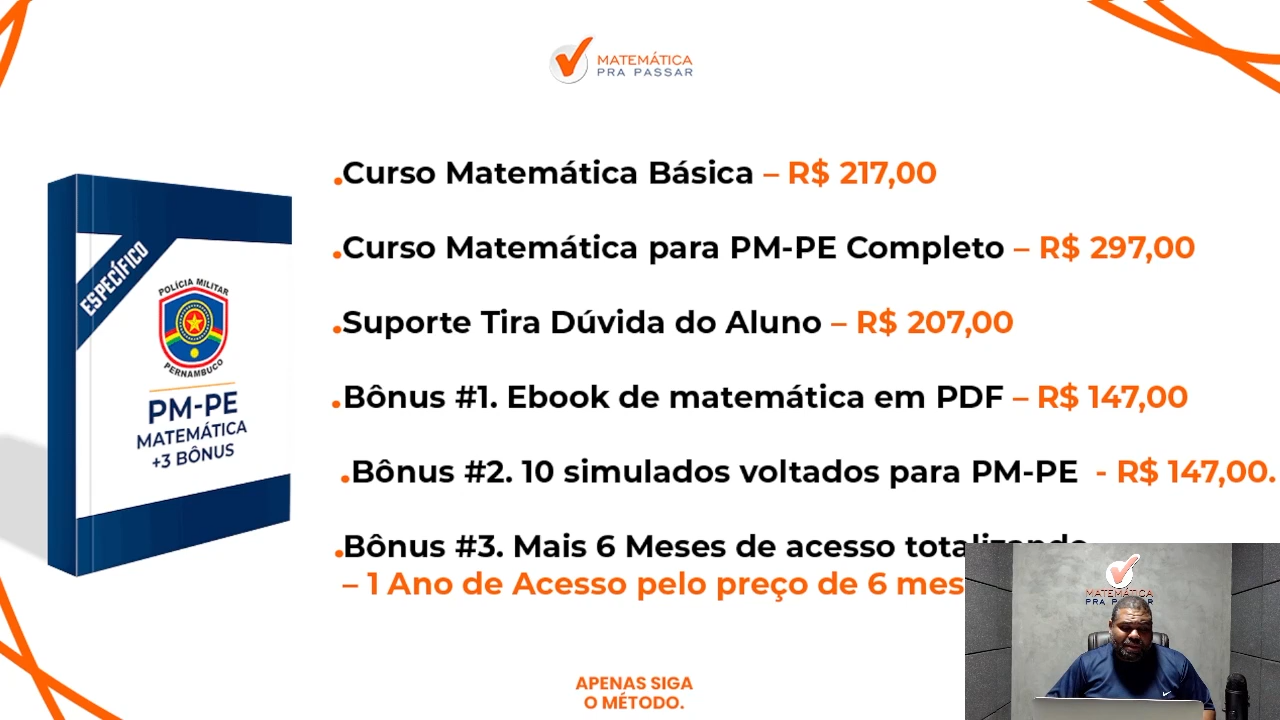 MATEMÁTICA
PRA PASSAR
.Curso Matemática Básica – R$ 217,00
.Curso Matemática para PM-PE Completo – R$ 297,00
.Suporte Tira Dúvida do Aluno – R$ 207,00
.Bônus #1. Ebook de matemática em PDF – R$ 147,00
.Bônus #2. 10 simulados voltados para PM-PE - R$ 147,00.
.Bônus #3. Mais 6 Meses de acesso totalizando
– 1 Ano de Acesso pelo preço de 6 mes
ESPECÍFICO
POLÍCIA MILITAR
PERNAMBUCO
PM-PE
MATEMÁTICA
+3 BÔNUS
APENAS SIGA
O MÉTODO.
MATEMÁTICA
PRA PASSAR